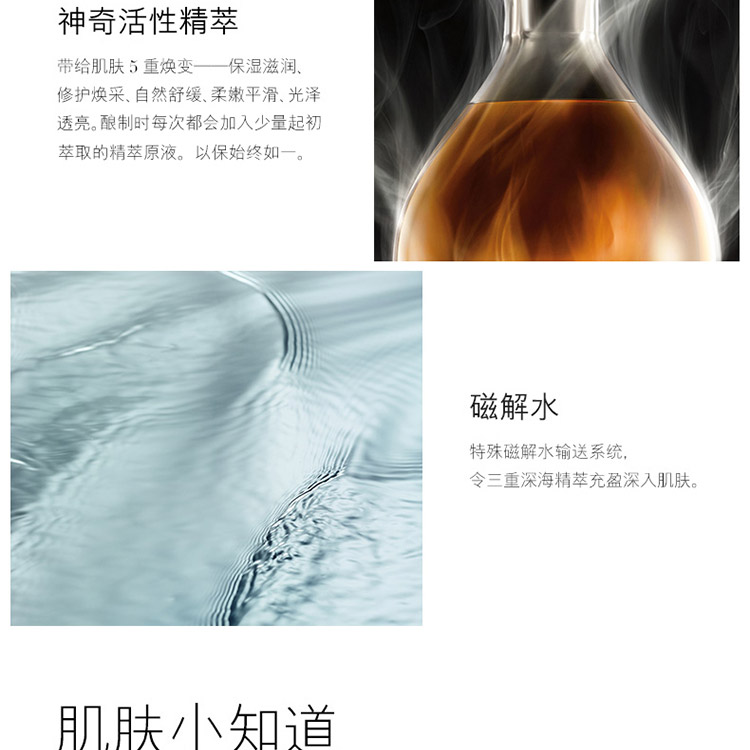 神奇活性精萃
带给肌肤 5 重焕变——保湿滋润、
修护焕采、自然舒缓、柔嫩平滑、光泽
透亮。酿制时每次都会加入少量起初
萃取的精萃原液。以保始终如一。
磁解水
特殊磁解水输送系统,
令三重深海精萃充盈深入肌肤。
肌肤小知道